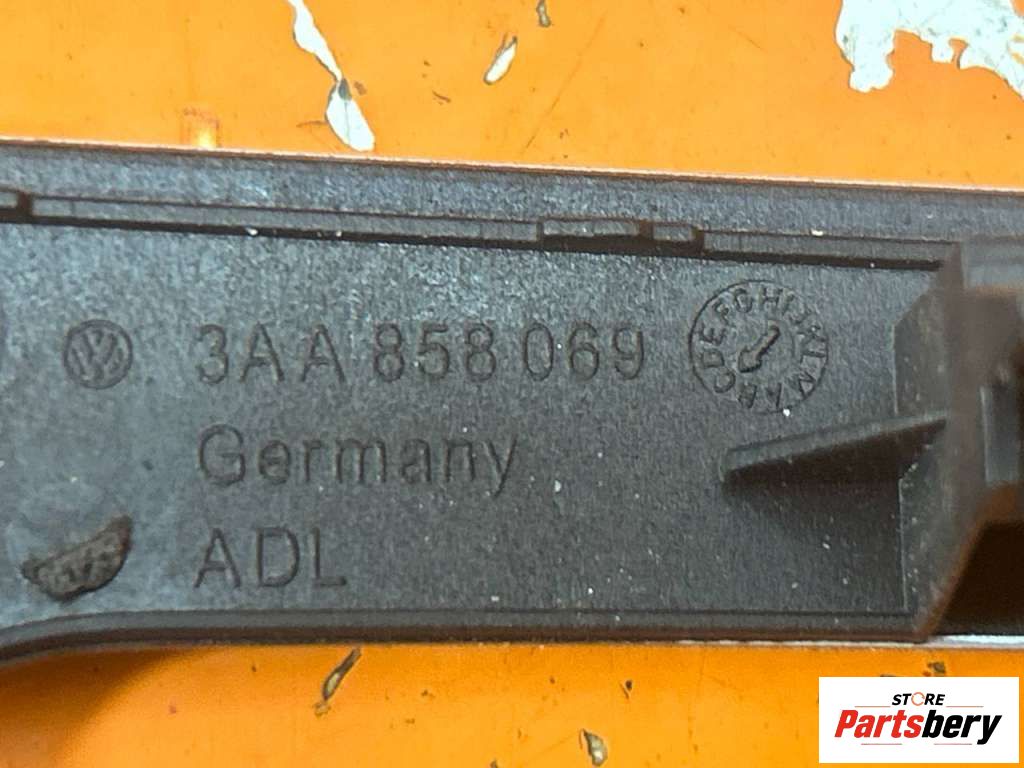 3AA 858 069
Germany
ADL
STORE
Partsbery